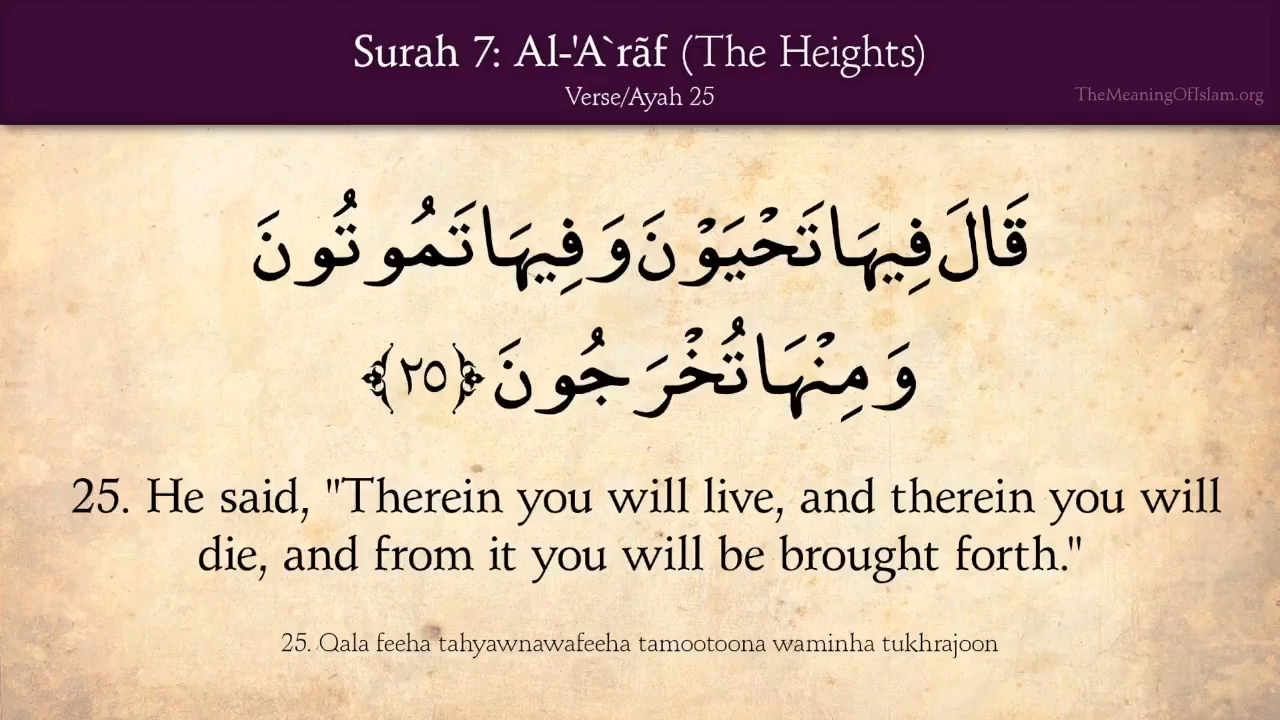 Surah 7: Al-'A`rãf (The Heights)
Verse/Ayah 25
TheMeaningOfIslam.org
قَالَ فِيهَا تَحْيَوْنَ وَفِيهَا تَمُوتُونَ
وَمِنْهَا تُخْرَجُونَ ﴿٢٥﴾
25. He said, "Therein you will live, and therein you will
die, and from it you will be brought forth."
25. Qala feeha tahyawnawafeeha tamootoona waminha tukhrajoon